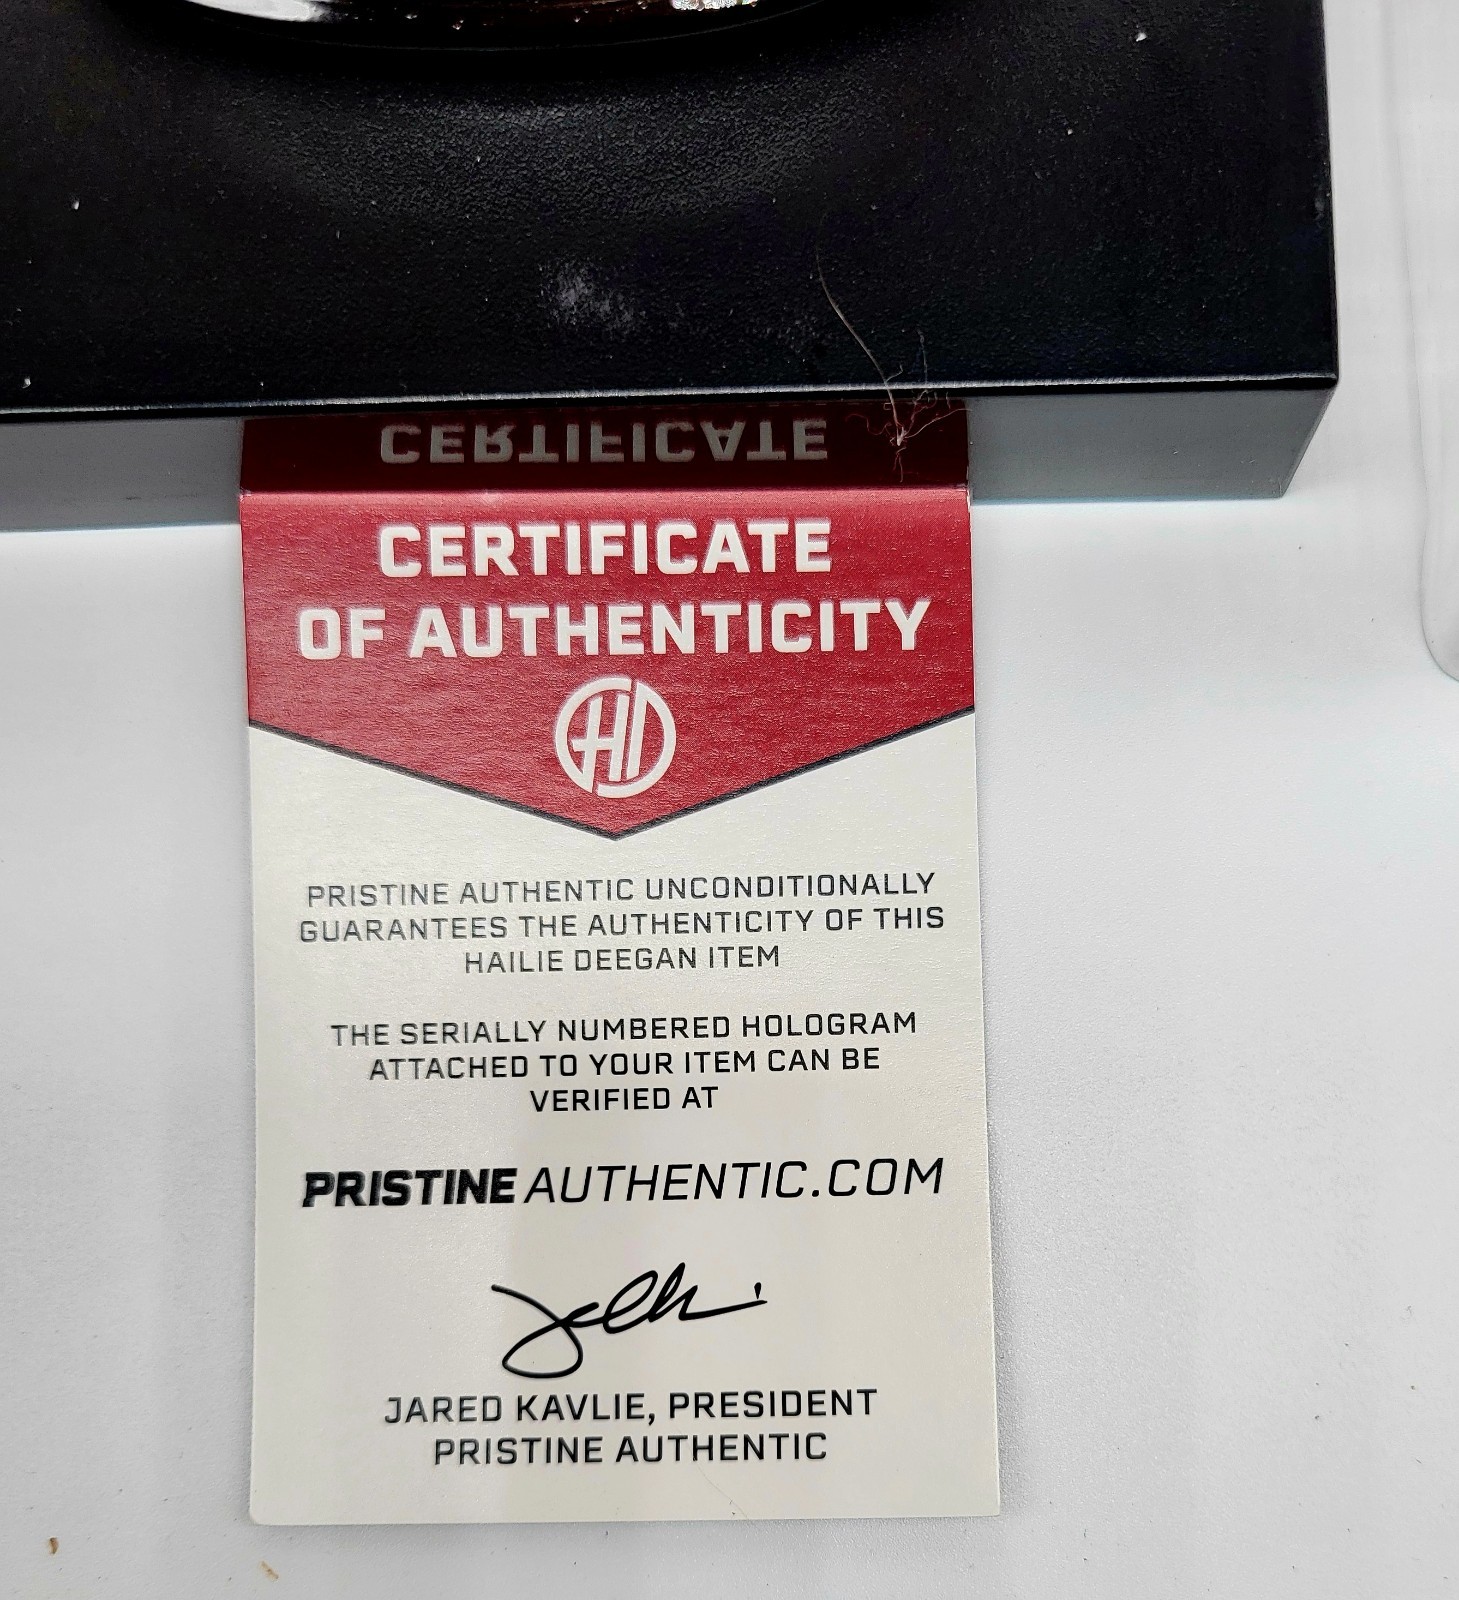 CERTIFICATE
CERTIFICATE
OF AUTHENTICITY
HD
PRISTINE AUTHENTIC UNCONDITIONALLY
GUARANTEES THE AUTHENTICITY OF THIS
HAILIE DEEGAN ITEM
THE SERIALLY NUMBERED HOLOGRAM
ATTACHED TO YOUR ITEM CAN BE
VERIFIED AT
PRISTINEAUTHENTIC.COM
JARED KAVLIE, PRESIDENT
PRISTINE AUTHENTIC